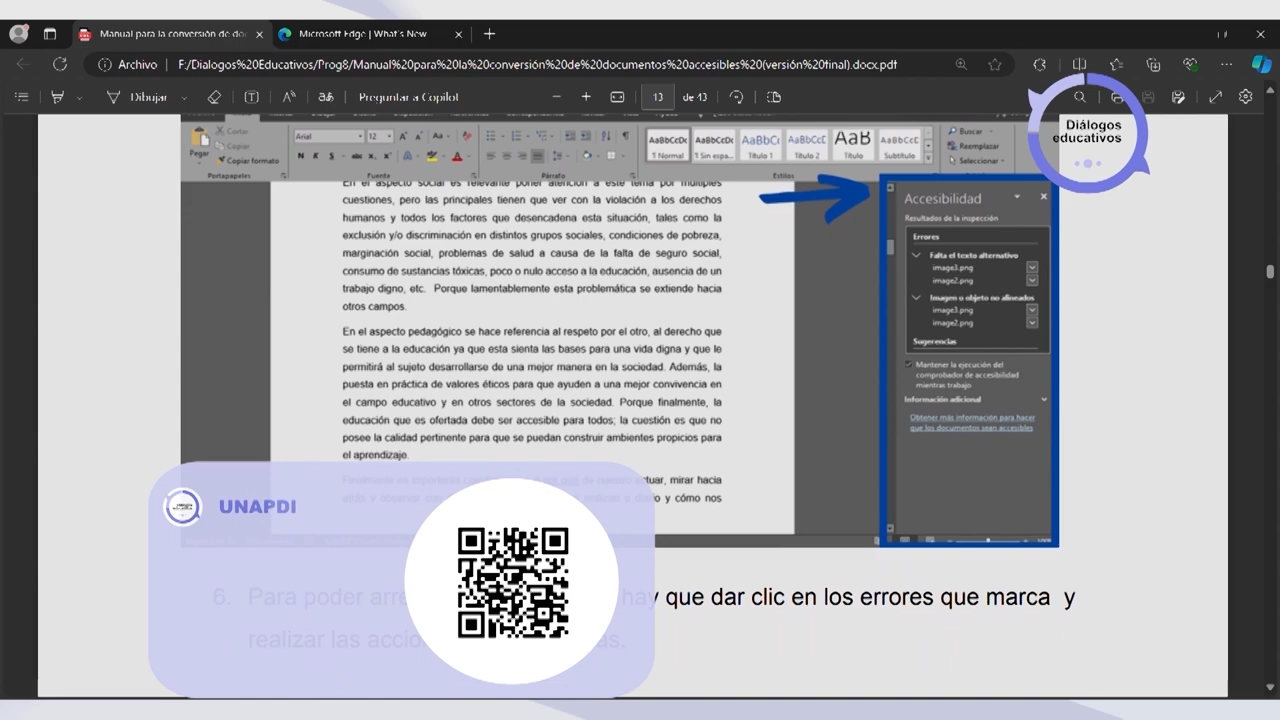 Manual para la conversión de doc
Microsoft Edge | What's New
Archivo
F:/Dialogos%20Educativos/Prog8/Manual%20para%20la%20conversión%20de%20documentos%20accesibles%20(versión%20final).docx.pdf
Dibujar
Preguntar a Copilot
13 de 43
Diálogos
educativos
Pegar
Cortar
Copiar
Copiar formato
Portapapeles
Arial
12
N K S
Fuente
Párrafo
AaBbCcDc AaBbCcDc AaBbC AaBbCcC AaB AaBbCcC
1 Normal 1 Sin espa... Título 1 Título 2 Título Subtítulo
Estilos
Buscar
Reemplazar
Seleccionar
En el aspecto social es relevante poner atención a este tema por múltiples
cuestiones, pero las principales tienen que ver con la violación a los derechos
humanos y todos los factores que desencadena esta situación, tales como la
exclusión y/o discriminación en distintos grupos sociales, condiciones de pobreza,
marginación social, problemas de salud a causa de la falta de seguro social,
consumo de sustancias tóxicas, poco o nulo acceso a la educación, ausencia de un
trabajo digno, etc. Porque lamentablemente esta problemática se extiende hacia
otros campos.
En el aspecto pedagógico se hace referencia al respeto por el otro, al derecho que
se tiene a la educación ya que esta sienta las bases para una vida digna y que le
permitirá al sujeto desarrollarse de una mejor manera en la sociedad. Además, la
puesta en práctica de valores éticos para que ayuden a una mejor convivencia en
el campo educativo y en otros sectores de la sociedad. Porque finalmente, la
educación que es ofertada debe ser accesible para todos; la cuestión es que no
posee la calidad pertinente para que se puedan construir ambientes propicios para
el aprendizaje.
tuar, mirar hacia
y cómo nos
Accesibilidad
Resultados de la inspección
Errores
Falta el texto alternativo
image3.png
image2.png
Imagen u objeto no alineados
image3.png
image2.png
Sugerencias
Mantener la ejecución del
comprobador de accesibilidad
mientras trabajo
Información adicional
Obtener más información para hacer
que los documentos sean accesibles
UNAPDI
6. Para poder hay que dar clic en los errores que marca y
realizar las